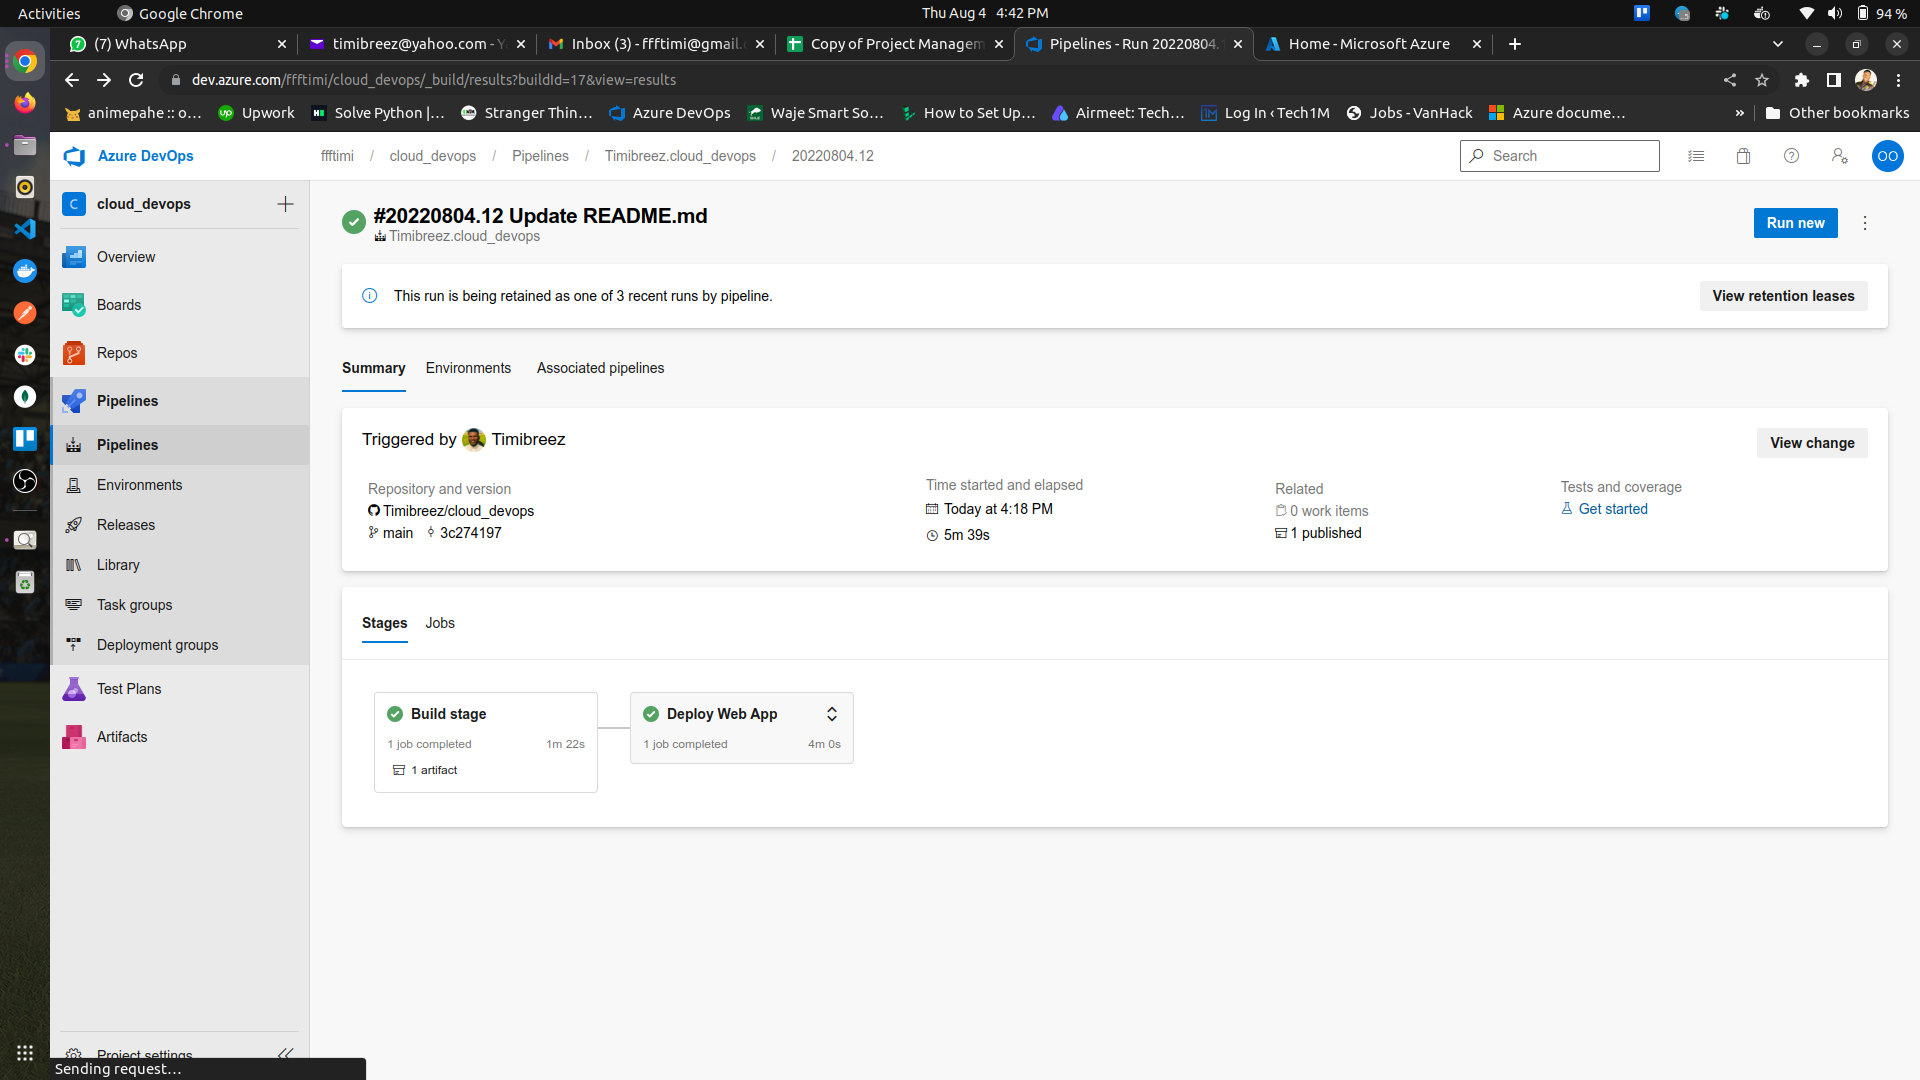 Activities
Google Chrome
Thu Aug 4 4:42 PM
94 %
(7) WhatsApp
timibreez@yahoo.com - Y
Inbox (3) - ffftimi@gmail.
Copy of Project Managem
Pipelines - Run 20220804.
Home - Microsoft Azure
dev.azure.com/ffftimi/cloud_devops/_build/results?buildId=17&view=results
animepahe :: o…
Upwork
Solve Python |…
Stranger Thin…
Azure DevOps
Waje Smart So…
How to Set Up…
Airmeet: Tech…
Log In ‹ Tech1M
Jobs - VanHack
Azure docume…
»
Other bookmarks
Azure DevOps
ffftimi / cloud_devops / Pipelines / Timibreez.cloud_devops / 20220804.12
Search
OO
C
cloud_devops
Overview
Boards
Repos
Pipelines
Pipelines
Environments
Releases
Library
Task groups
Deployment groups
Test Plans
Artifacts
Project settings
Sending request…
#20220804.12 Update README.md
Timibreez.cloud_devops
Run new
This run is being retained as one of 3 recent runs by pipeline.
View retention leases
Summary
Environments
Associated pipelines
Triggered by Timibreez
View change
Repository and version
Timibreez/cloud_devops
main 3c274197
Time started and elapsed
Today at 4:18 PM
5m 39s
Related
0 work items
1 published
Tests and coverage
Get started
Stages
Jobs
Build stage
1 job completed 1m 22s
1 artifact
Deploy Web App
1 job completed 4m 0s